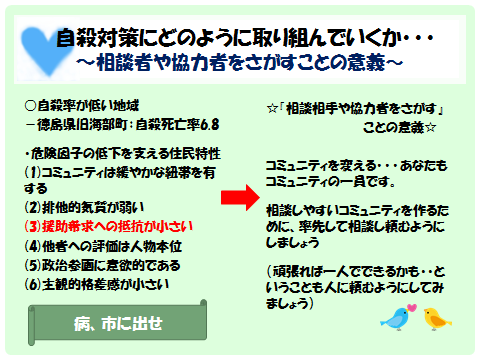 自殺対策にどのように取り組んでいくか・・・
～相談者や協力者をさがすことの意義～
○自殺率が低い地域
－徳島県旧海部町：自殺死亡率6.8
・危険因子の低下を支える住民特性
(1)コミュニティは緩やかな紐帯を有
する
(2)排他的気質が弱い
(3)援助希求への抵抗が小さい
(4)他者への評価は人物本位
(5)政治参画に意欲的である
(6)主観的格差感が小さい
病、市に出せ
☆「相談相手や協力者をさがす」
ことの意義☆
コミュニティを変える・・・あなたも
コミュニティの一員です。
相談しやすいコミュニティを作るた
めに、率先して相談し頼むように
しましょう
（頑張れば一人でできるかも・・と
いうことも人に頼むようにしてみ
ましょう）